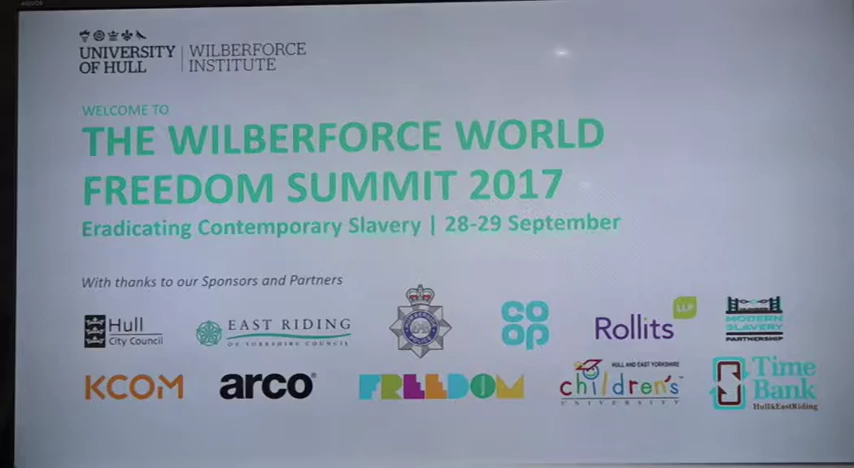 UNIVERSITY OF HULL
WILBERFORCE INSTITUTE
WELCOME TO
THE WILBERFORCE WORLD
FREEDOM SUMMIT 2017
Eradicating Contemporary Slavery | 28-29 September
With thanks to our Sponsors and Partners
Hull
City Council
EAST RIDING
OF YORKSHIRE COUNCIL
CO
OP
Rollits
LLP
MODERN
SLAVERY
PARTNERSHIP
KCOM
arco®
FREEDOM
HULL AND EAST YORKSHIRE
children's™
UNIVERSITY
Time
Bank
Hull&EastRiding